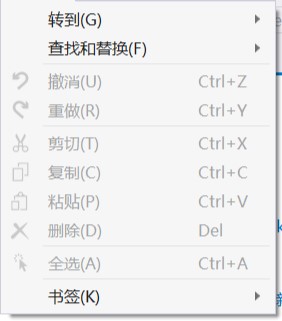 转到(G)
查找和替换(F)
撤消(U) Ctrl+Z
重做(R) Ctrl+Y
剪切(T) Ctrl+X
复制(C) Ctrl+C
粘贴(P) Ctrl+V
删除(D) Del
全选(A) Ctrl+A
书签(K)